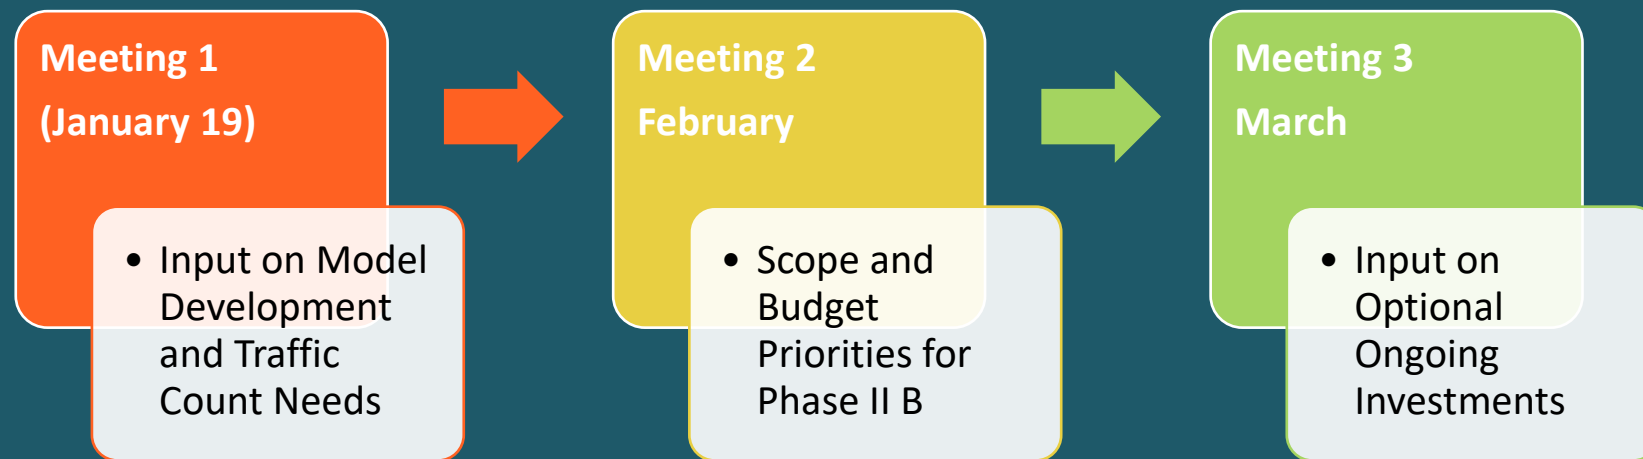 Meeting 1
(January 19)
• Input on Model
Development
and Traffic
Count Needs
Meeting 2
February
• Scope and
Budget
Priorities for
Phase II B
Meeting 3
March
• Input on
Optional
Ongoing
Investments